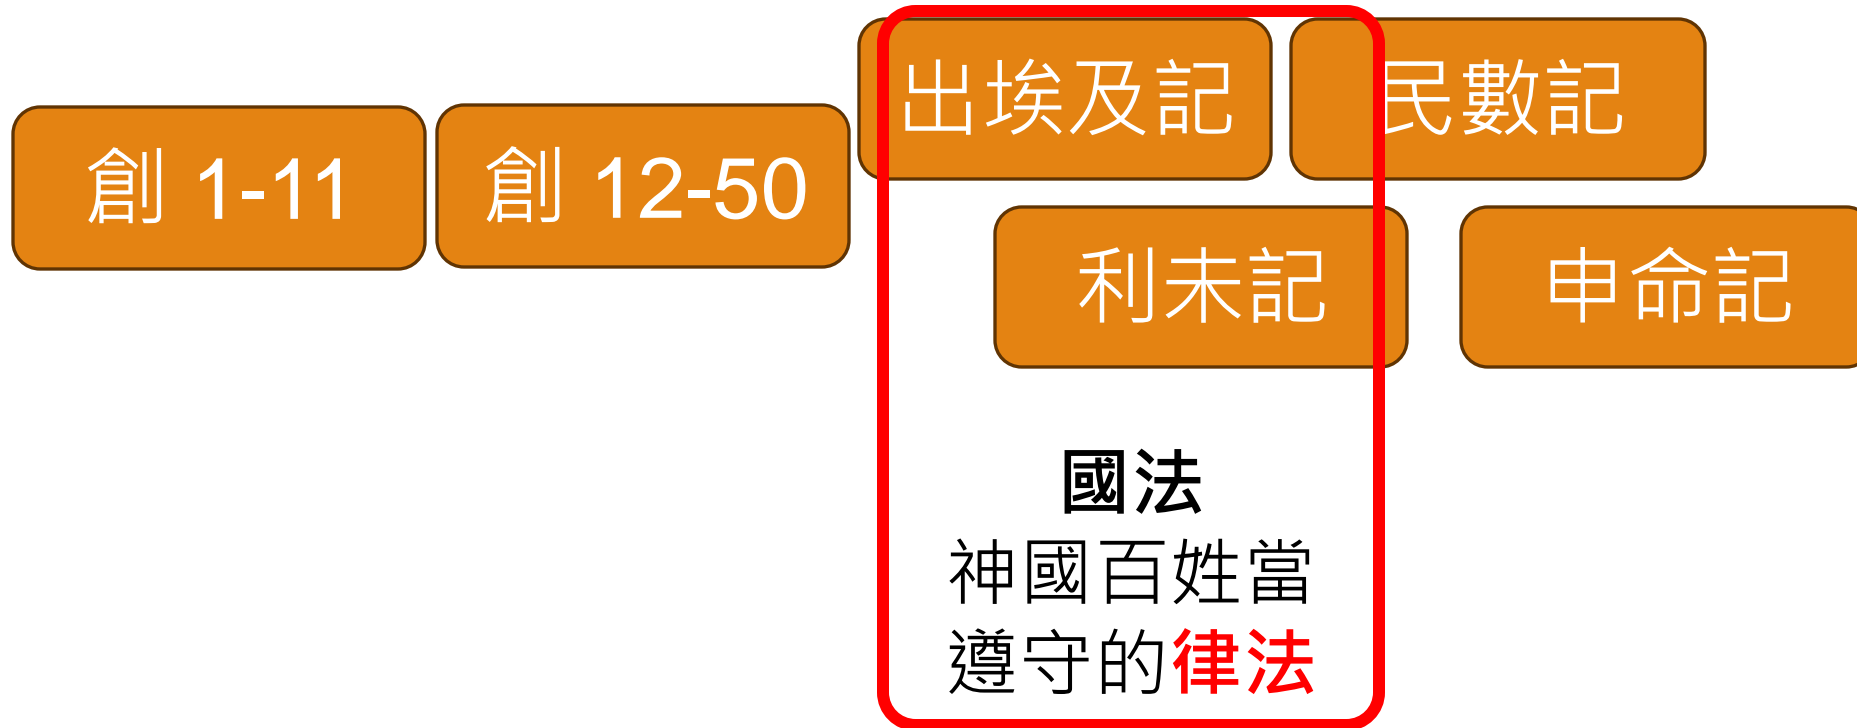 創 1-11
創 12-50
出埃及記
民數記
利未記
申命記
國法
神國百姓當
遵守的律法